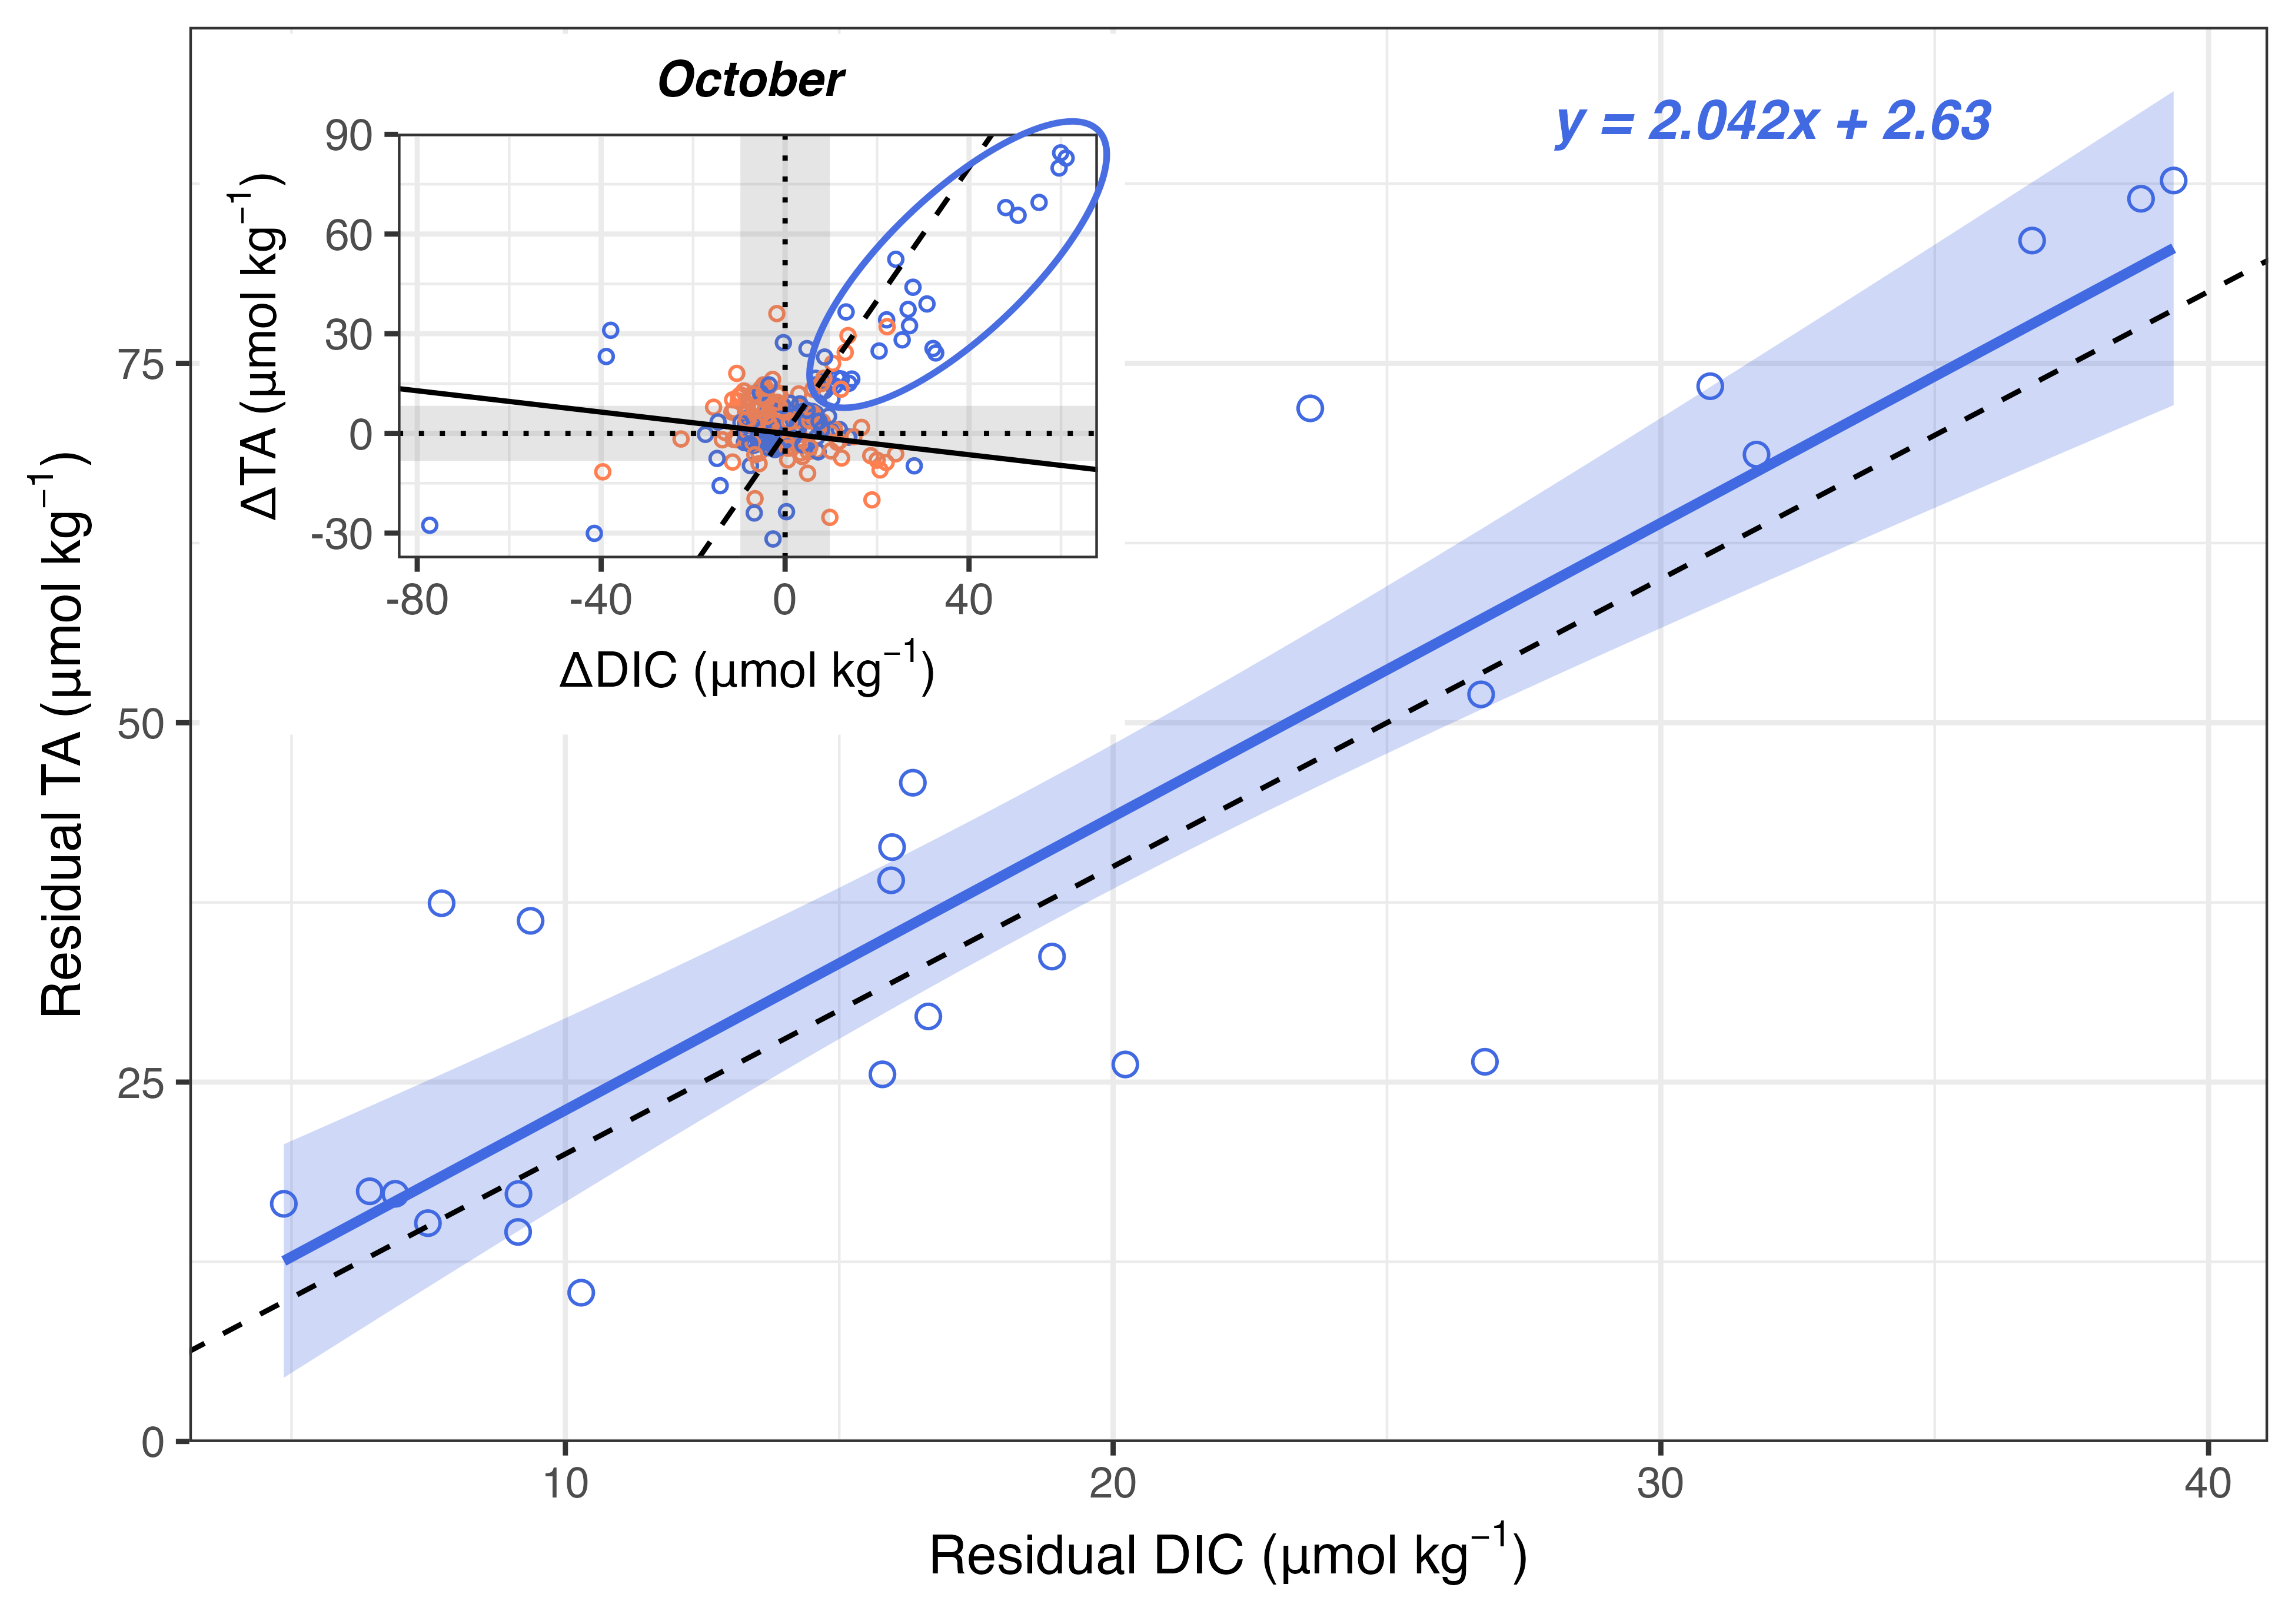 October
y = 2.042x + 2.63
90
60
30
0
-30
ΔTA (µmol kg⁻¹)
-80 -40 0 40
ΔDIC (µmol kg⁻¹)
75
50
25
0
Residual TA (µmol kg⁻¹)
10 20 30 40
Residual DIC (µmol kg⁻¹)